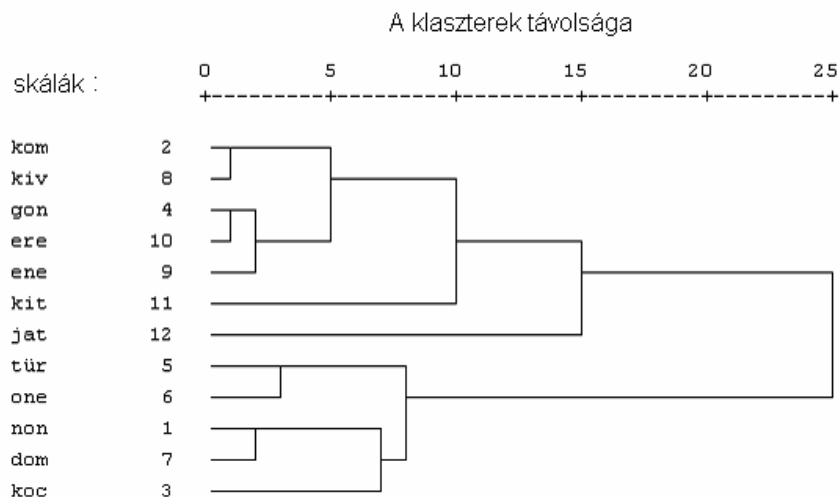 A klaszterek távolsága
0 5 10 15 20 25
skálák :
+---------+---------+---------+---------+---------+
kom 2
kiv 8
gon 4
ere 10
ene 9
kit 11
jat 12
tür 5
one 6
non 1
dom 7
koc 3